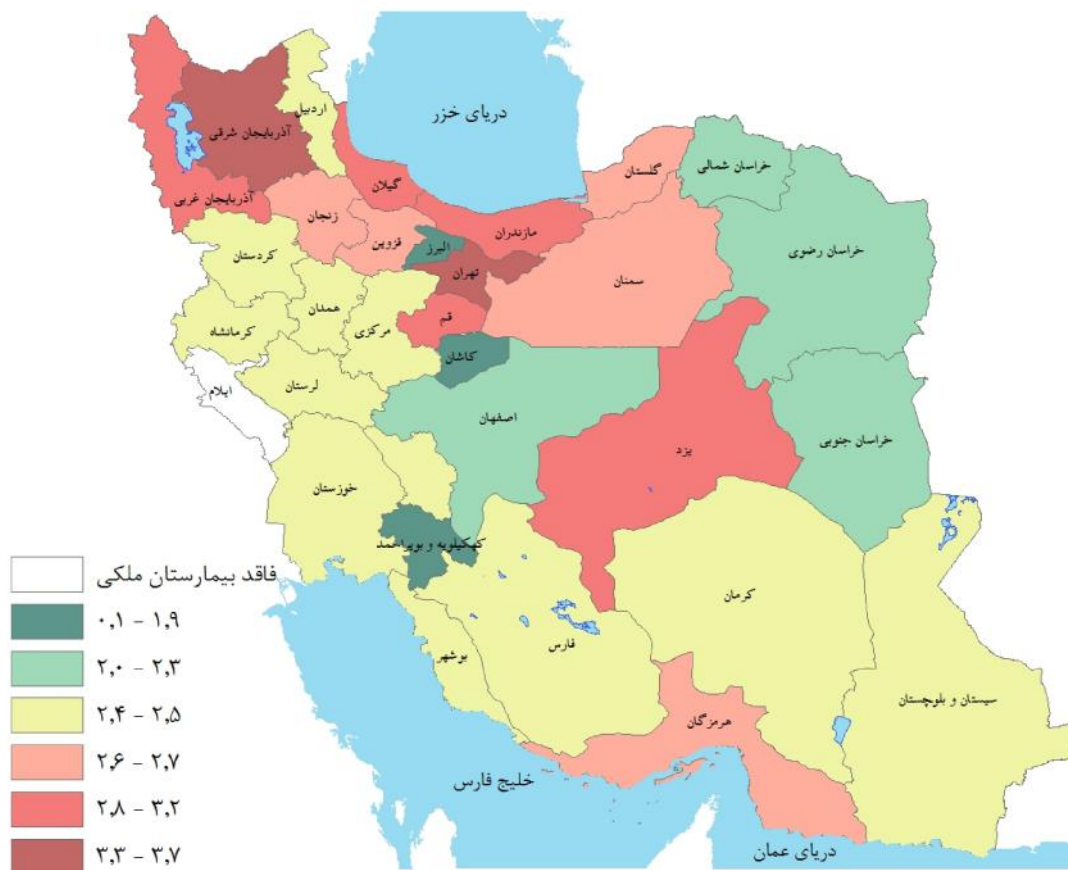 دریای خزر
اردبیل
آذربایجان شرقی
آذربایجان غربی
گیلان
زنجان
قزوین
البرز
مازندران
گلستان
خراسان شمالی
خراسان رضوی
تهران
سمنان
کردستان
همدان
مرکزی
قم
کرمانشاه
کاشان
ایلام
لرستان
اصفهان
یزد
خراسان جنوبی
خوزستان
کهکیلویه و بویراحمد
کرمان
فارس
بوشهر
سیستان و بلوچستان
هرمزگان
خلیج فارس
دریای عمان
فاقد بیمارستان ملکی
۰٫۱ - ۱٫۹
۲٫۰ - ۲٫۳
۲٫۴ - ۲٫۵
۲٫۶ - ۲٫۷
۲٫۸ - ۳٫۲
۳٫۳ - ۳٫۷